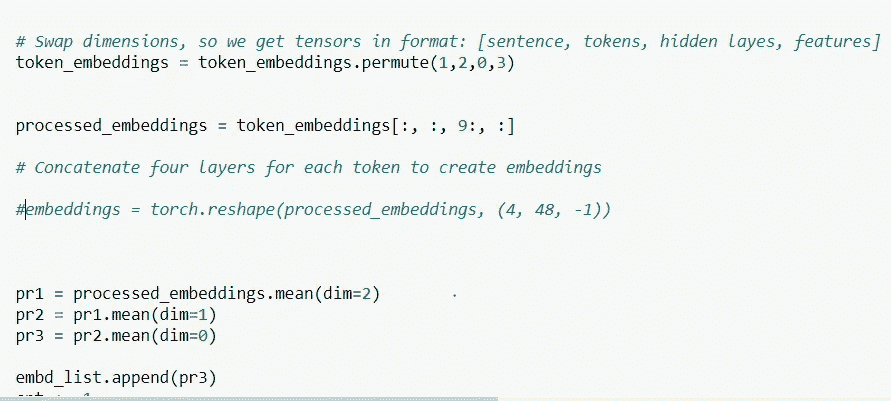 # Swap dimensions, so we get tensors in format: [sentence, tokens, hidden layes, features]
token_embeddings = token_embeddings.permute(1,2,0,3)
processed_embeddings = token_embeddings[:, :, 9:, :]
# Concatenate four layers for each token to create embeddings
#embeddings = torch.reshape(processed_embeddings, (4, 48, -1))
pr1 = processed_embeddings.mean(dim=2)
pr2 = pr1.mean(dim=1)
pr3 = pr2.mean(dim=0)
embd_list.append(pr3)